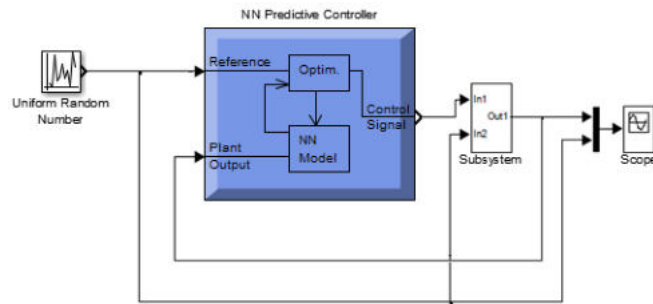 NN Predictive Controller
Reference
Optim.
Control
Signal
Plant
Output
NN
Model
Uniform Random
Number
In1
Out1
In2
Subsystem
Scope